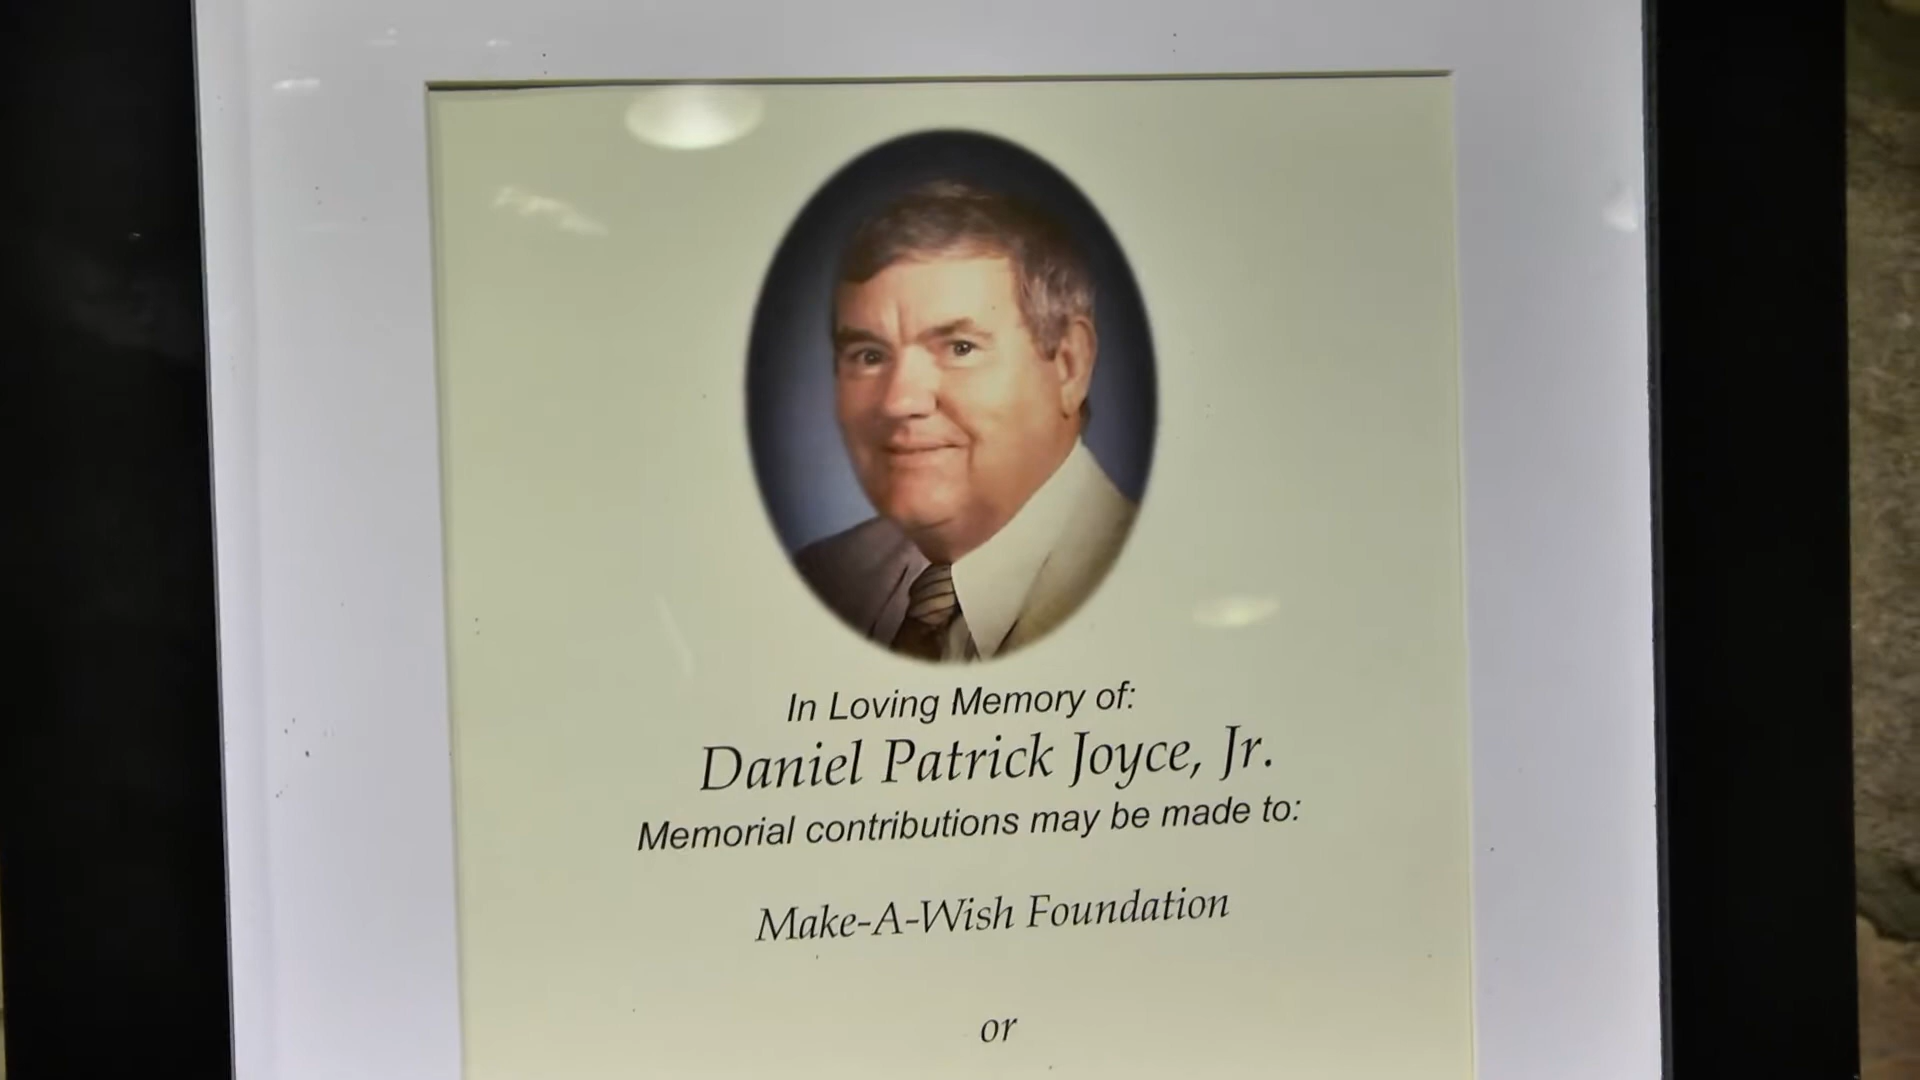 In Loving Memory of:
Daniel Patrick Joyce, Jr.
Memorial contributions may be made to:
Make-A-Wish Foundation
or